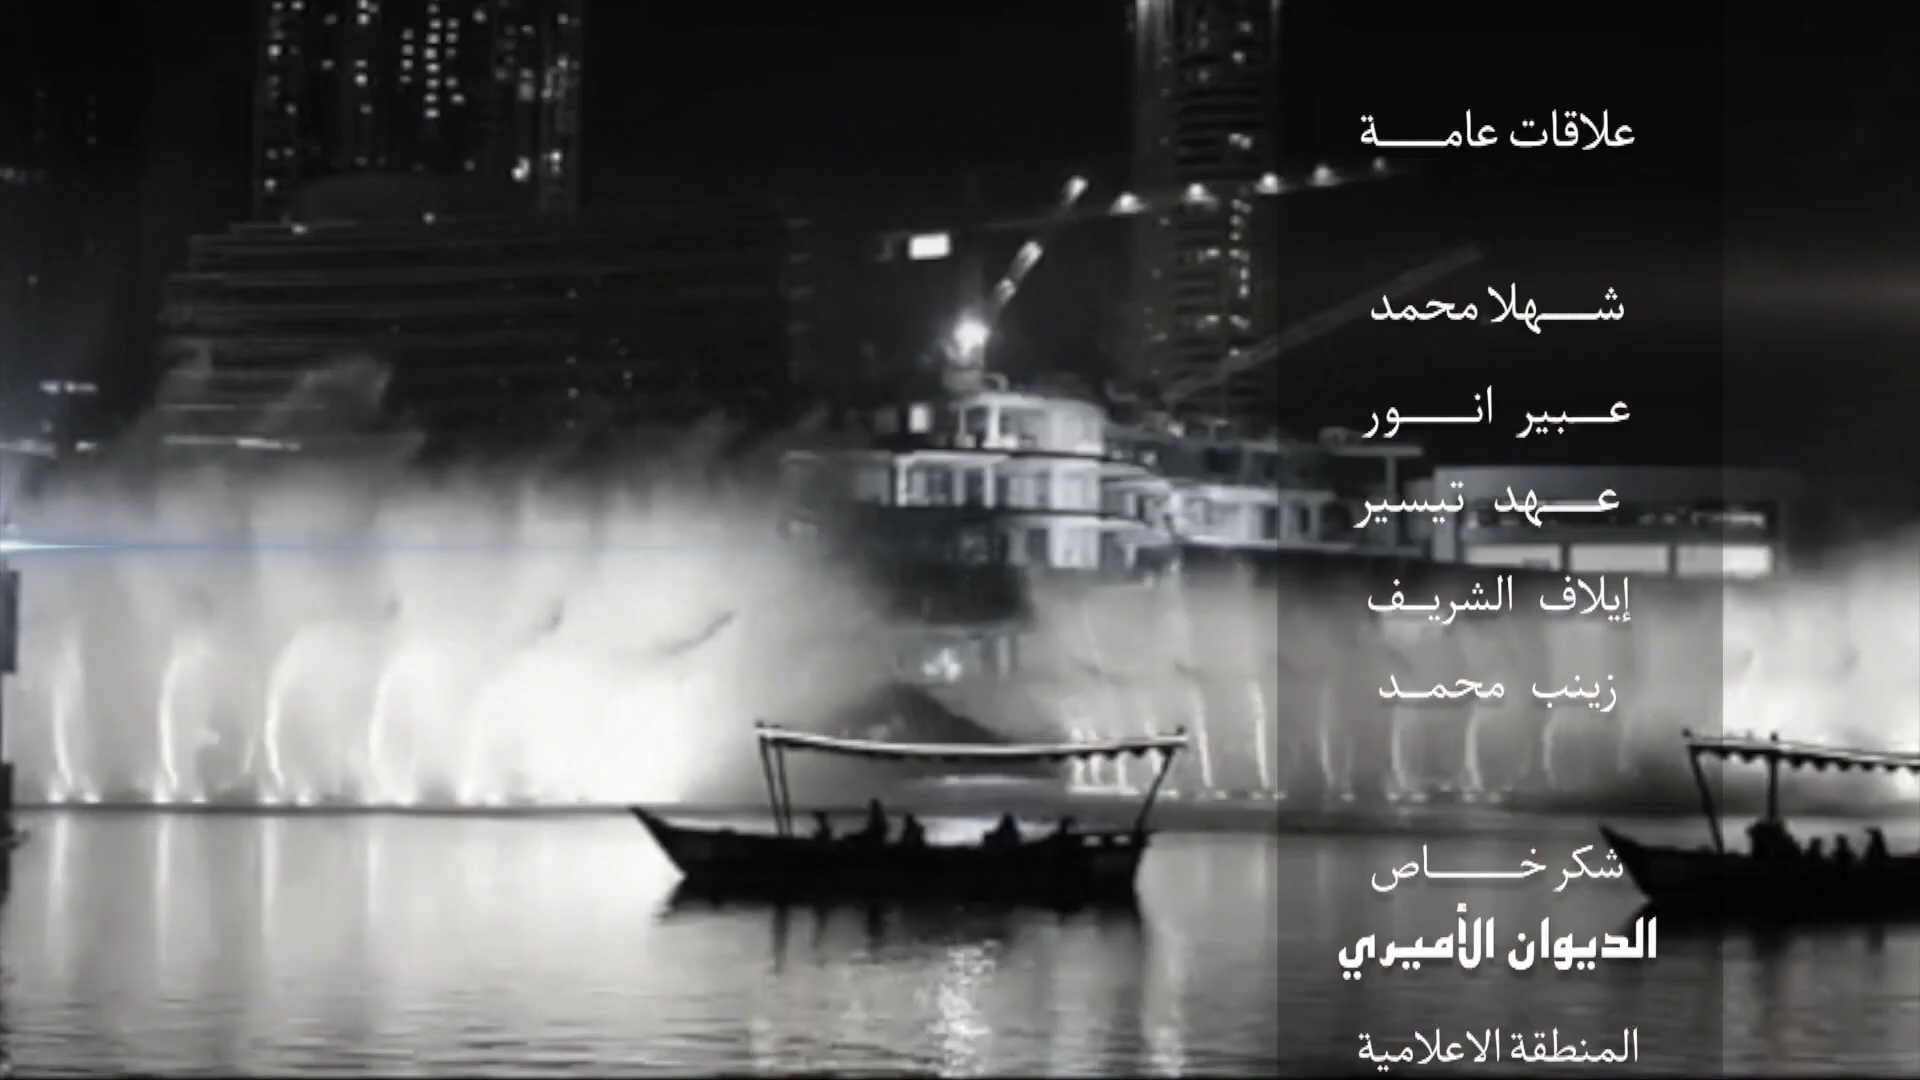 علاقات عامة
شهلا محمد
عبير انور
عهد تيسير
إيلاف الشريف
زينب محمد
شكر خاص
الديوان الأميري
المنطقة الاعلامية